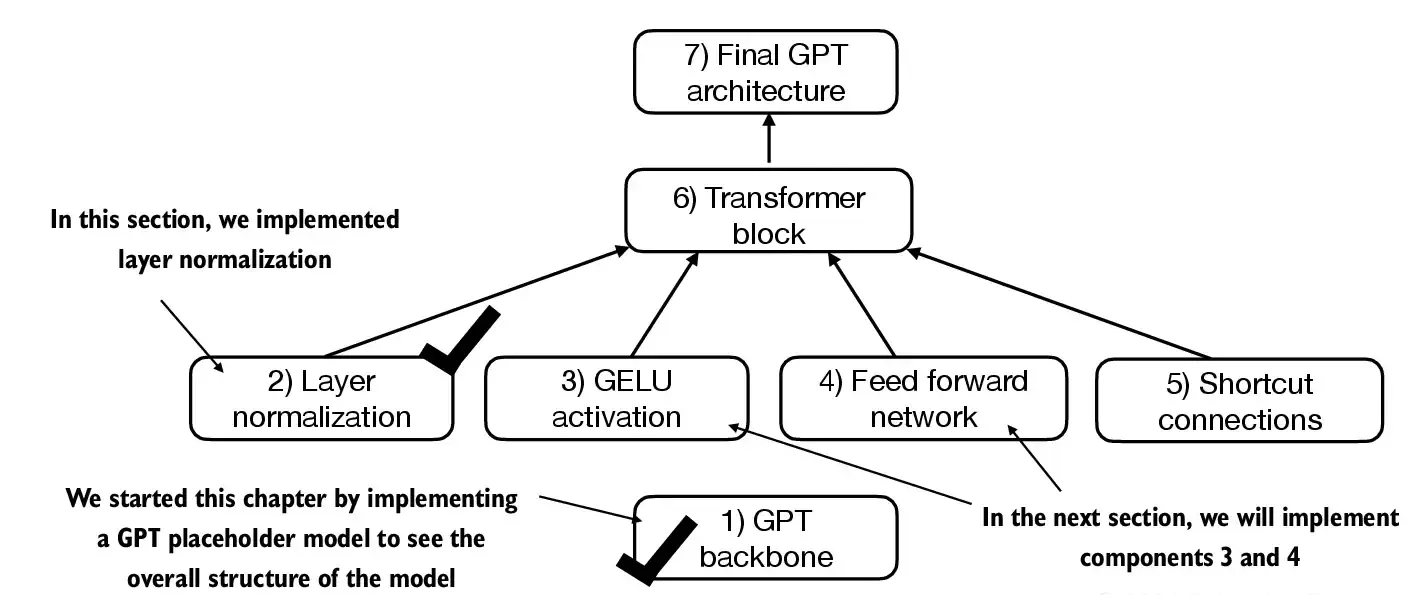 7) Final GPT
architecture
6) Transformer
block
In this section, we implemented
layer normalization
2) Layer
normalization
3) GELU
activation
4) Feed forward
network
5) Shortcut
connections
We started this chapter by implementing
a GPT placeholder model to see the
overall structure of the model
1) GPT
backbone
In the next section, we will implement
components 3 and 4